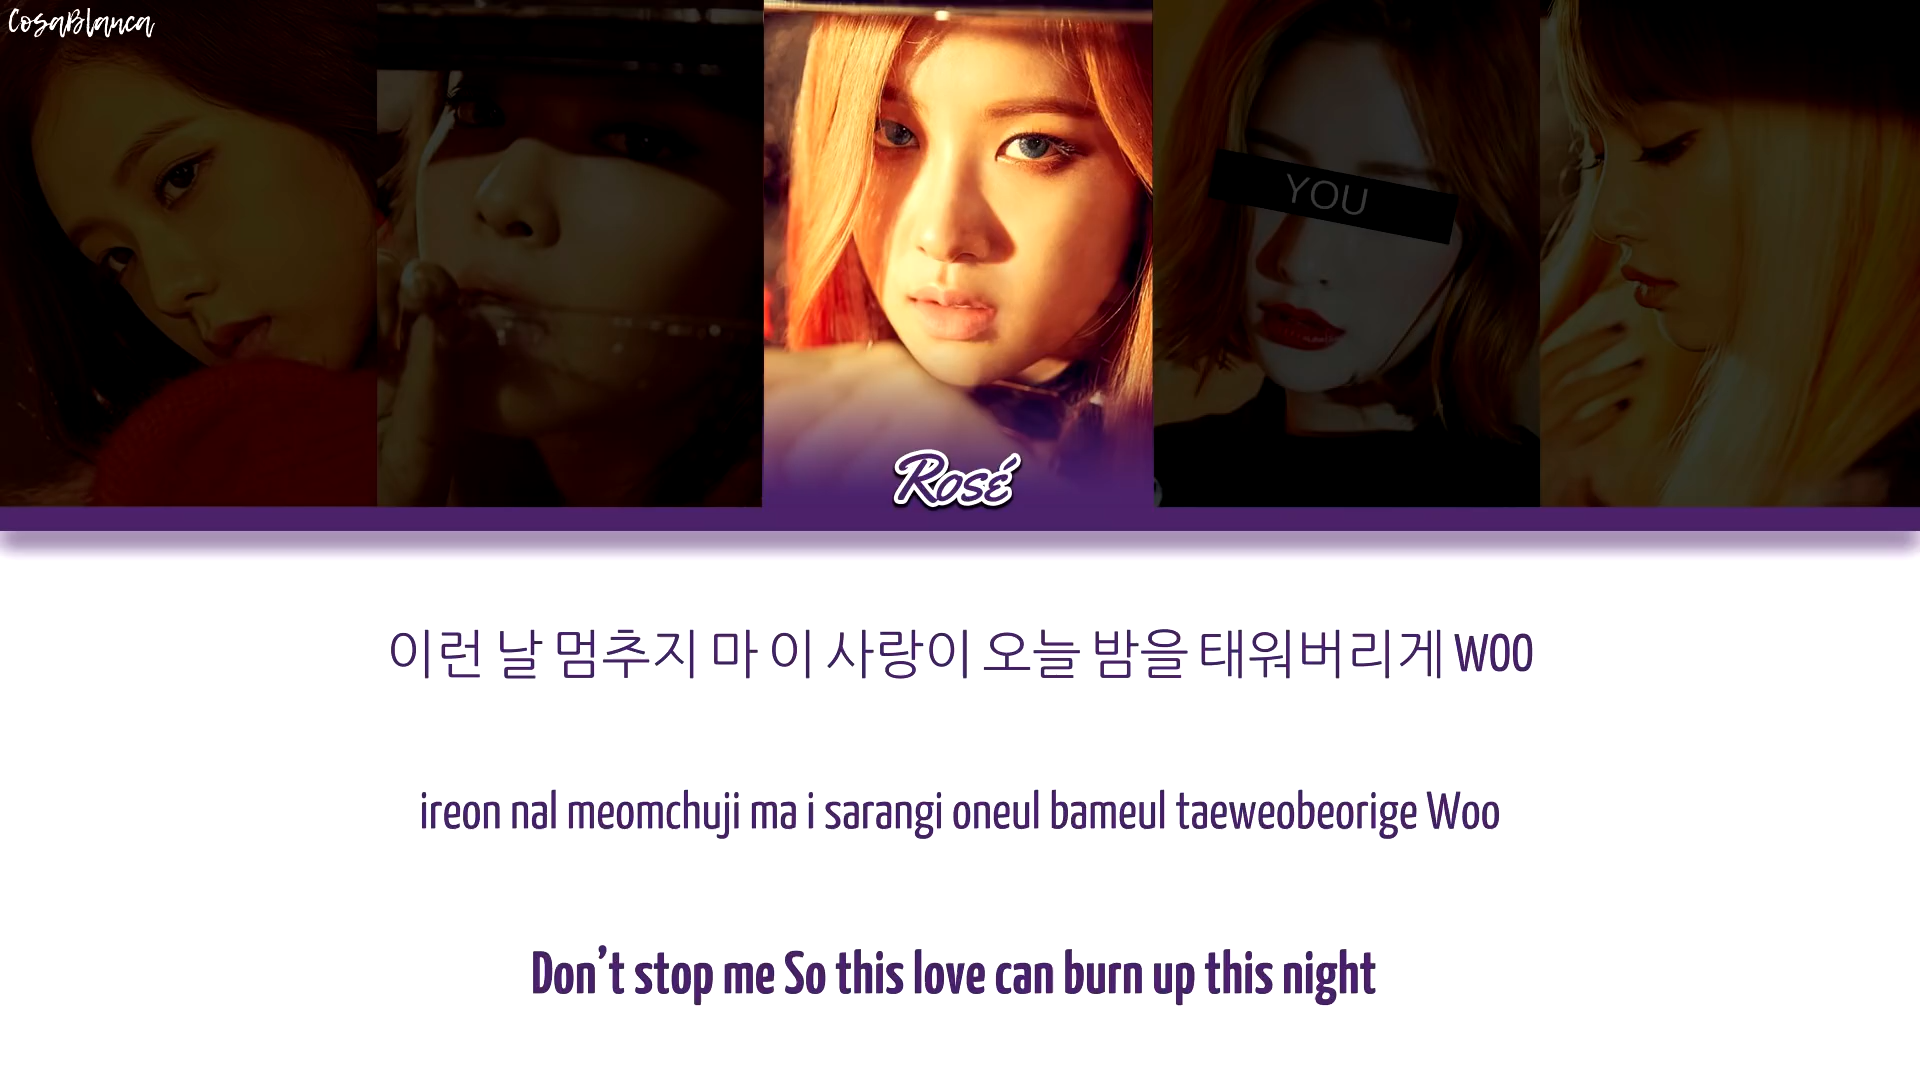 CosaBlanca
YOU
Rosé
이런 날 멈추지 마 이 사랑이 오늘 밤을 태워버리게 WOO
ireon nal meomchuji ma i sarangi oneul bameul taeweobeorige Woo
Don’t stop me So this love can burn up this night